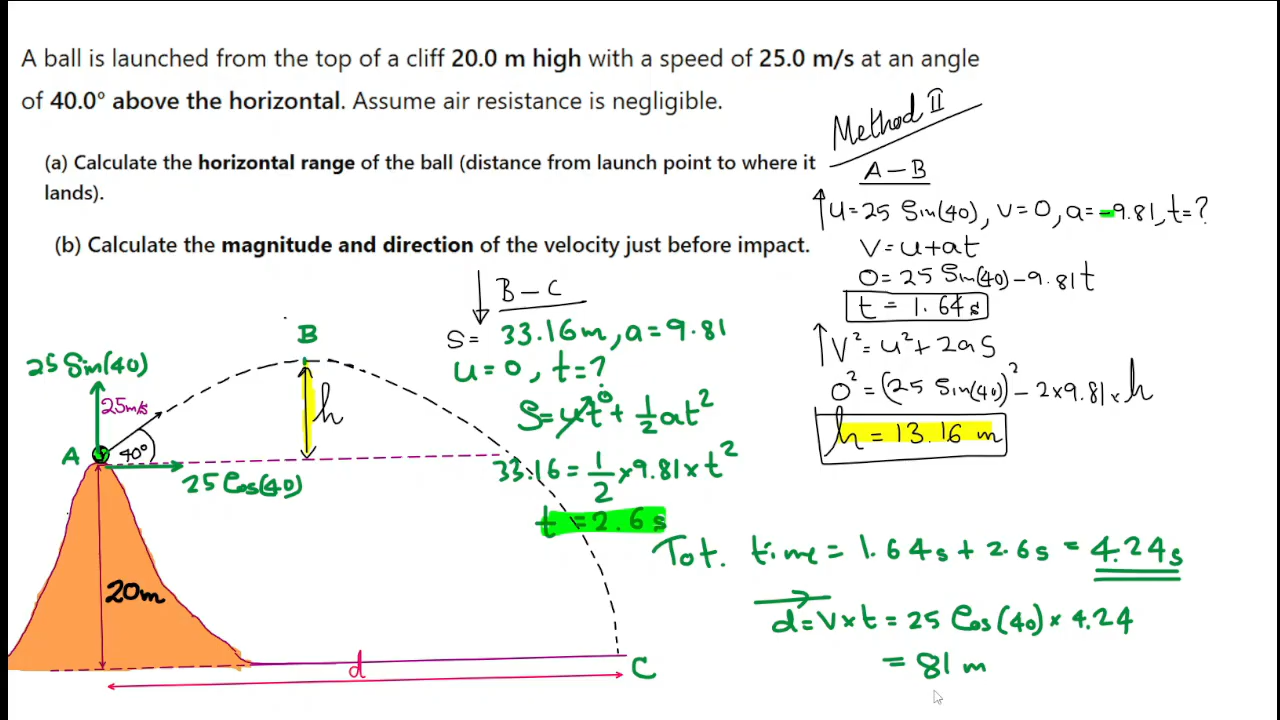 A ball is launched from the top of a cliff 20.0 m high with a speed of 25.0 m/s at an angle
of 40.0° above the horizontal. Assume air resistance is negligible.
(a) Calculate the horizontal range of the ball (distance from launch point to where it
lands).
(b) Calculate the magnitude and direction of the velocity just before impact.
Method II
A-B
↑u=25 Sin(40), v=0, a=-9.81, t=?
v=u+at
0=25 Sin(40)-9.81t
t = 1.64s
↑v²=u²+2as
0²=(25 Sin(40))²-2×9.81×h
h = 13.16 m
↓ B-C
s= 33.16m, a=9.81
u=0, t=?
S=ut⁰+1/2at²
33.16=1/2×9.81×t²
t =2.6s
Tot. time=1.64s+2.6s=4.24s
d=v×t=25 Cos(40)×4.24
=81m
B
25 Sin(40)
25m/s
h
A
40°
25 Cos(40)
20m
d
C